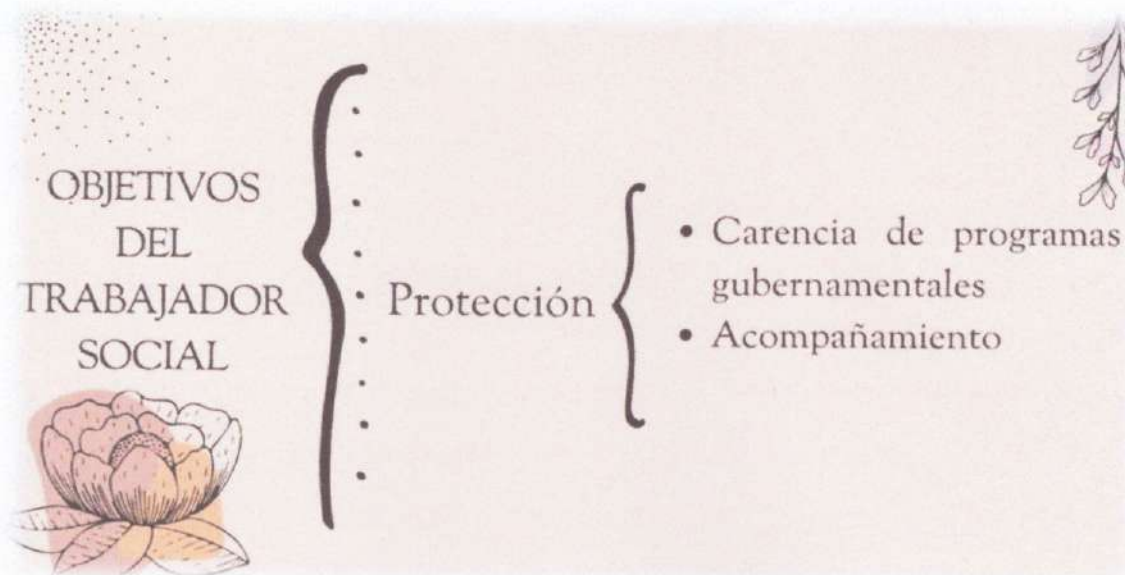 OBJETIVOS
DEL
TRABAJADOR
SOCIAL
Protección
• Carencia de programas
gubernamentales
• Acompañamiento